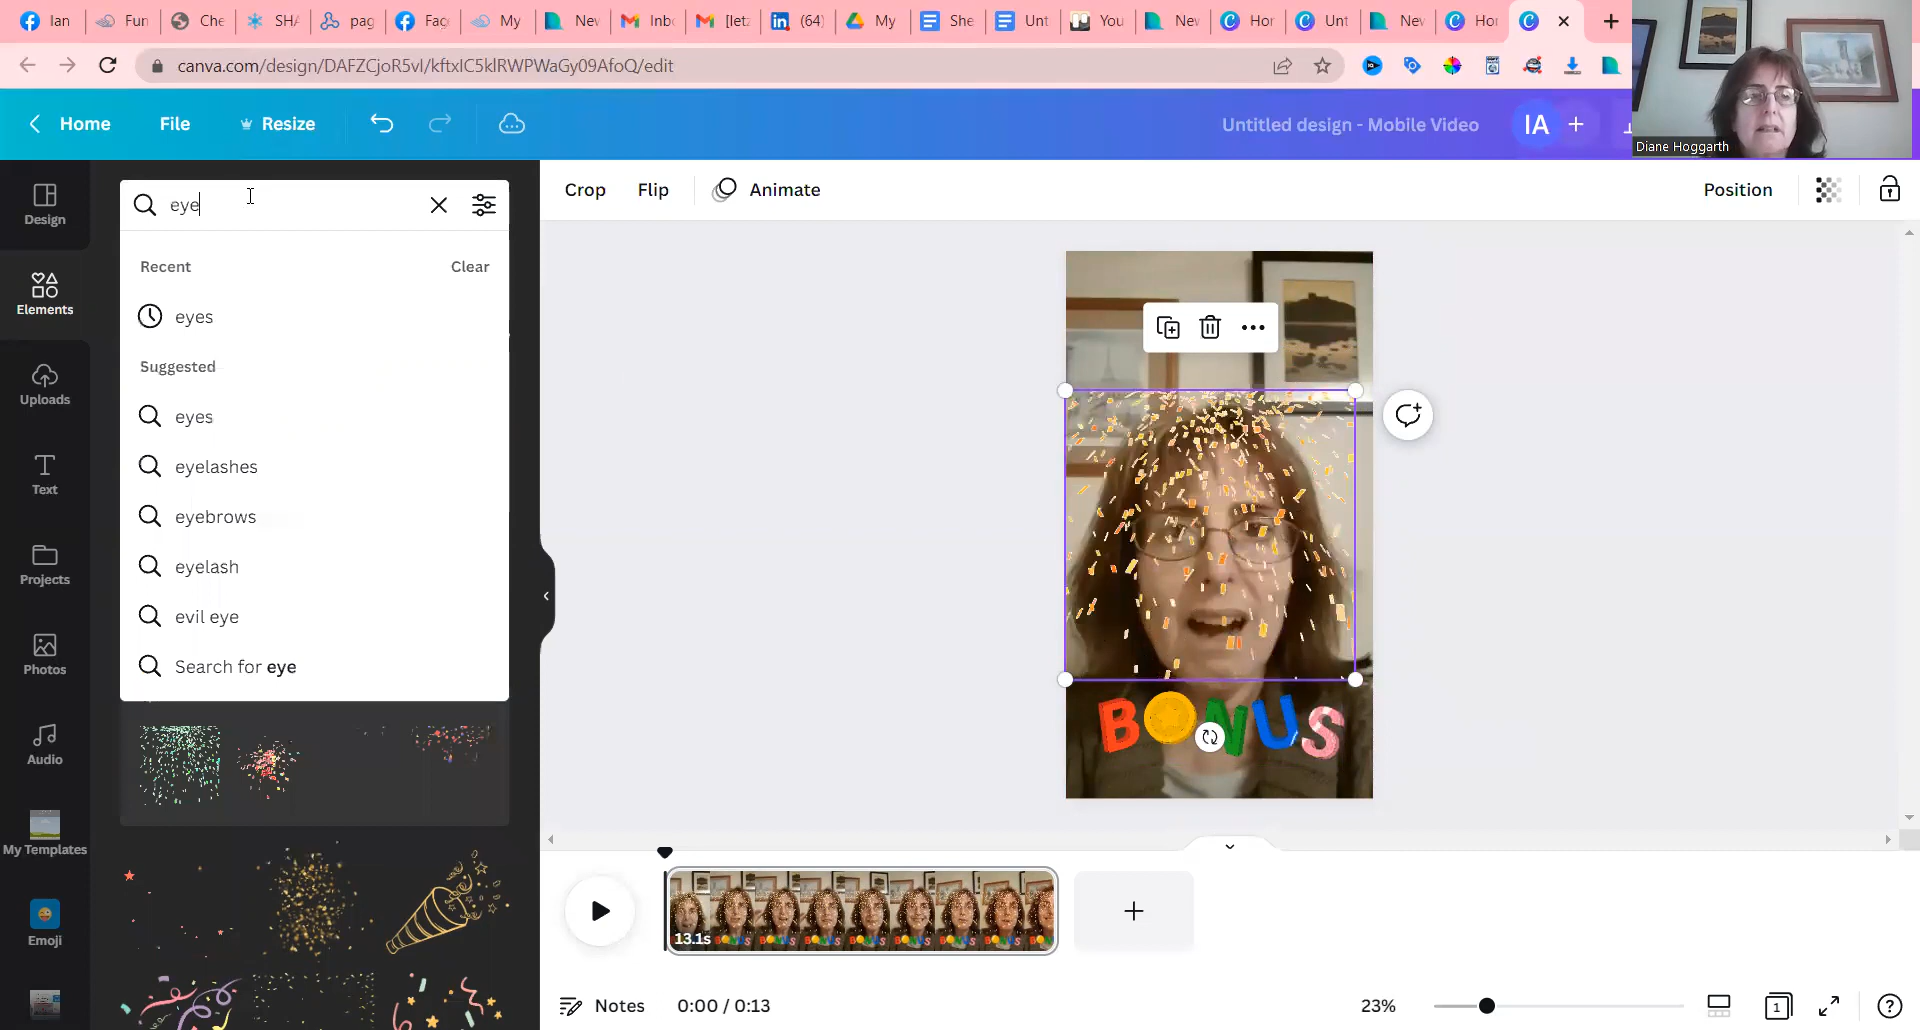 Ian
Fun
Che
SHA
pag
Fac
My
Nev
Inbo
[let
(64)
My
She
Unt
You
Nev
Hor
Unt
Nev
Hor
canva.com/design/DAFZCjoR5vI/kftxIC5klRWPWaGy09AfoQ/edit
Diane Hoggarth
Home
File
Resize
Untitled design - Mobile Video
IA
Crop
Flip
Animate
Position
Design
Elements
Uploads
Text
Projects
Photos
Audio
My Templates
Emoji
eye
Recent
Clear
eyes
Suggested
eyes
eyelashes
eyebrows
eyelash
evil eye
Search for eye
BONUS
13.1s
Notes
0:00 / 0:13
23%
1